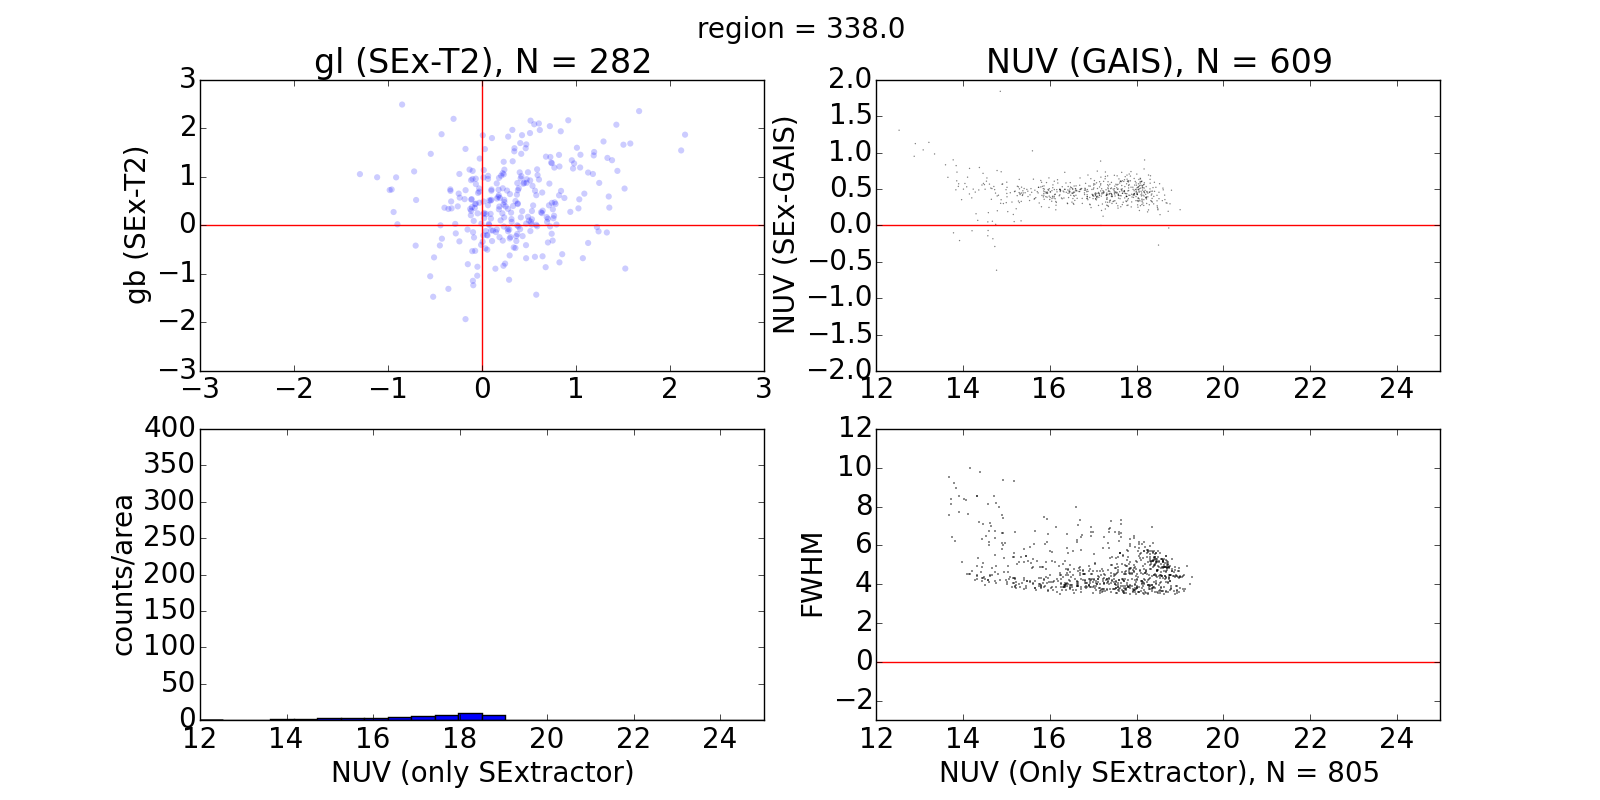 region = 338.0
gl (SEx-T2), N = 282
NUV (GAIS), N = 609
3
2
1
0
−1
−2
−3
gb (SEx-T2)
−3 −2 −1 0 1 2 3
2.0
1.5
1.0
0.5
0.0
−0.5
−1.0
−1.5
−2.0
NUV (SEx-GAIS)
12 14 16 18 20 22 24
400
350
300
250
200
150
100
50
0
counts/area
12 14 16 18 20 22 24
NUV (only SExtractor)
12
10
8
6
4
2
0
−2
FWHM
12 14 16 18 20 22 24
NUV (Only SExtractor), N = 805